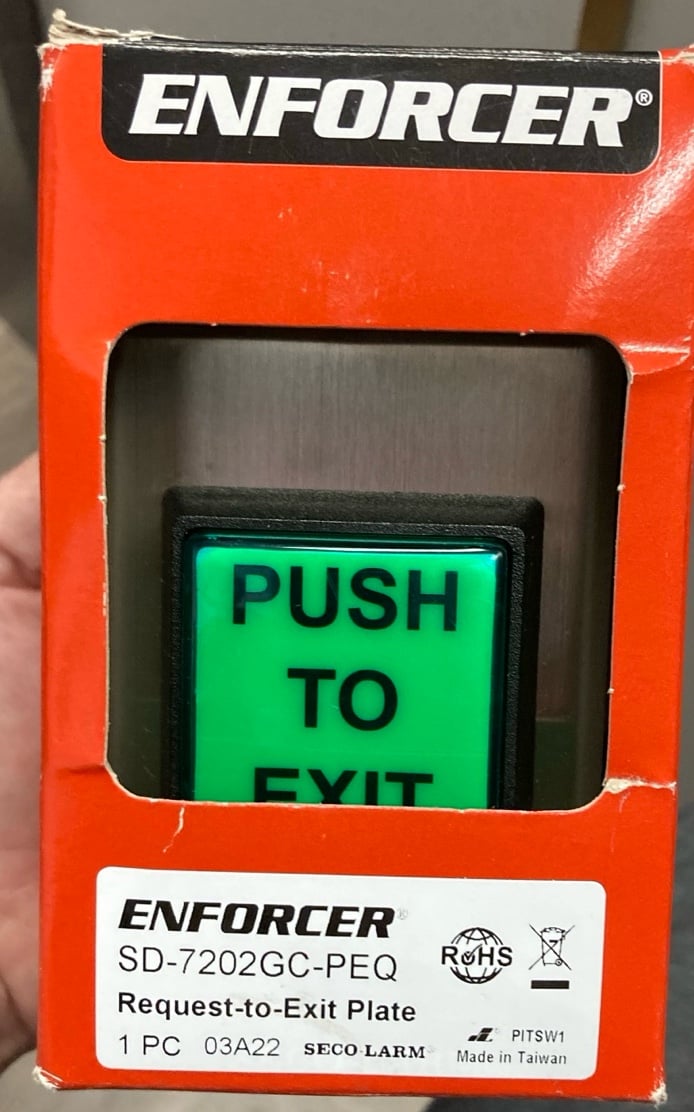 ENFORCER®
PUSH
TO
EXIT
ENFORCER®
SD-7202GC-PEQ
RoHS
Request-to-Exit Plate
1 PC 03A22 SECO-LARM®
PITSW1
Made in Taiwan